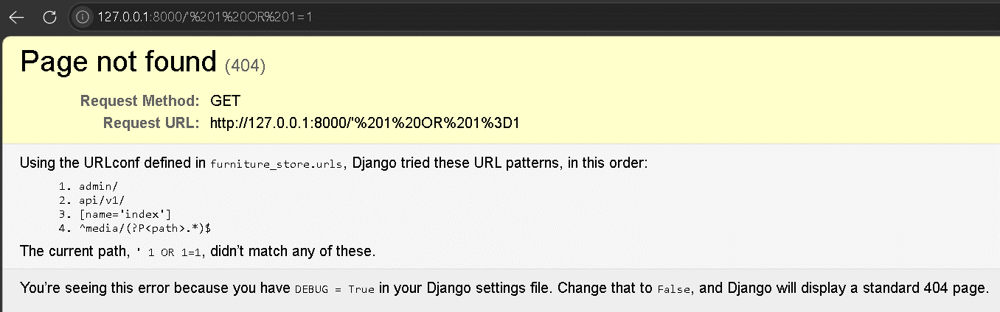 127.0.0.1:8000/'%201%20OR%201=1
Page not found (404)
Request Method: GET
Request URL: http://127.0.0.1:8000/'%201%20OR%201%3D1
Using the URLconf defined in furniture_store.urls, Django tried these URL patterns, in this order:
1. admin/
2. api/v1/
3. [name='index']
4. ^media/(?P<path>.*)$
The current path, ' 1 OR 1=1, didn’t match any of these.
You’re seeing this error because you have DEBUG = True in your Django settings file. Change that to False, and Django will display a standard 404 page.